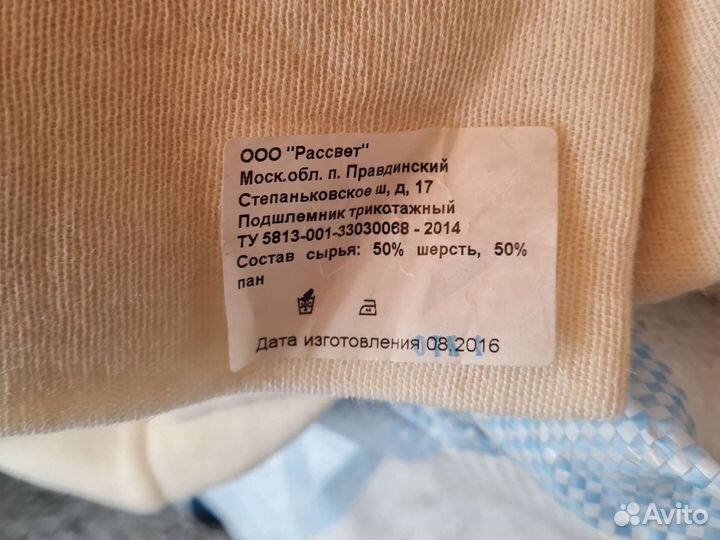 ООО "Рассвет"
Моск.обл. п. Правдинский
Степаньковское ш, д, 17
Подшлемник трикотажный
ТУ 5813-001-33030068 - 2014
Состав сырья: 50% шерсть, 50%
пан
Дата изготовления 08.2016
Avito